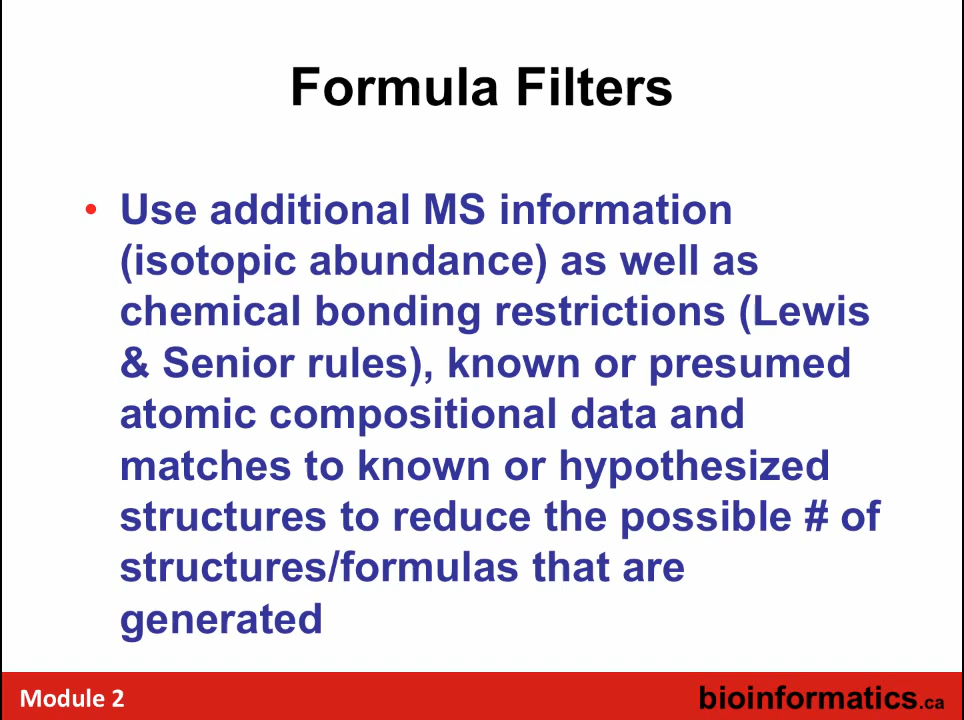 Formula Filters
• Use additional MS information
(isotopic abundance) as well as
chemical bonding restrictions (Lewis
& Senior rules), known or presumed
atomic compositional data and
matches to known or hypothesized
structures to reduce the possible # of
structures/formulas that are
generated
Module 2
bioinformatics.ca